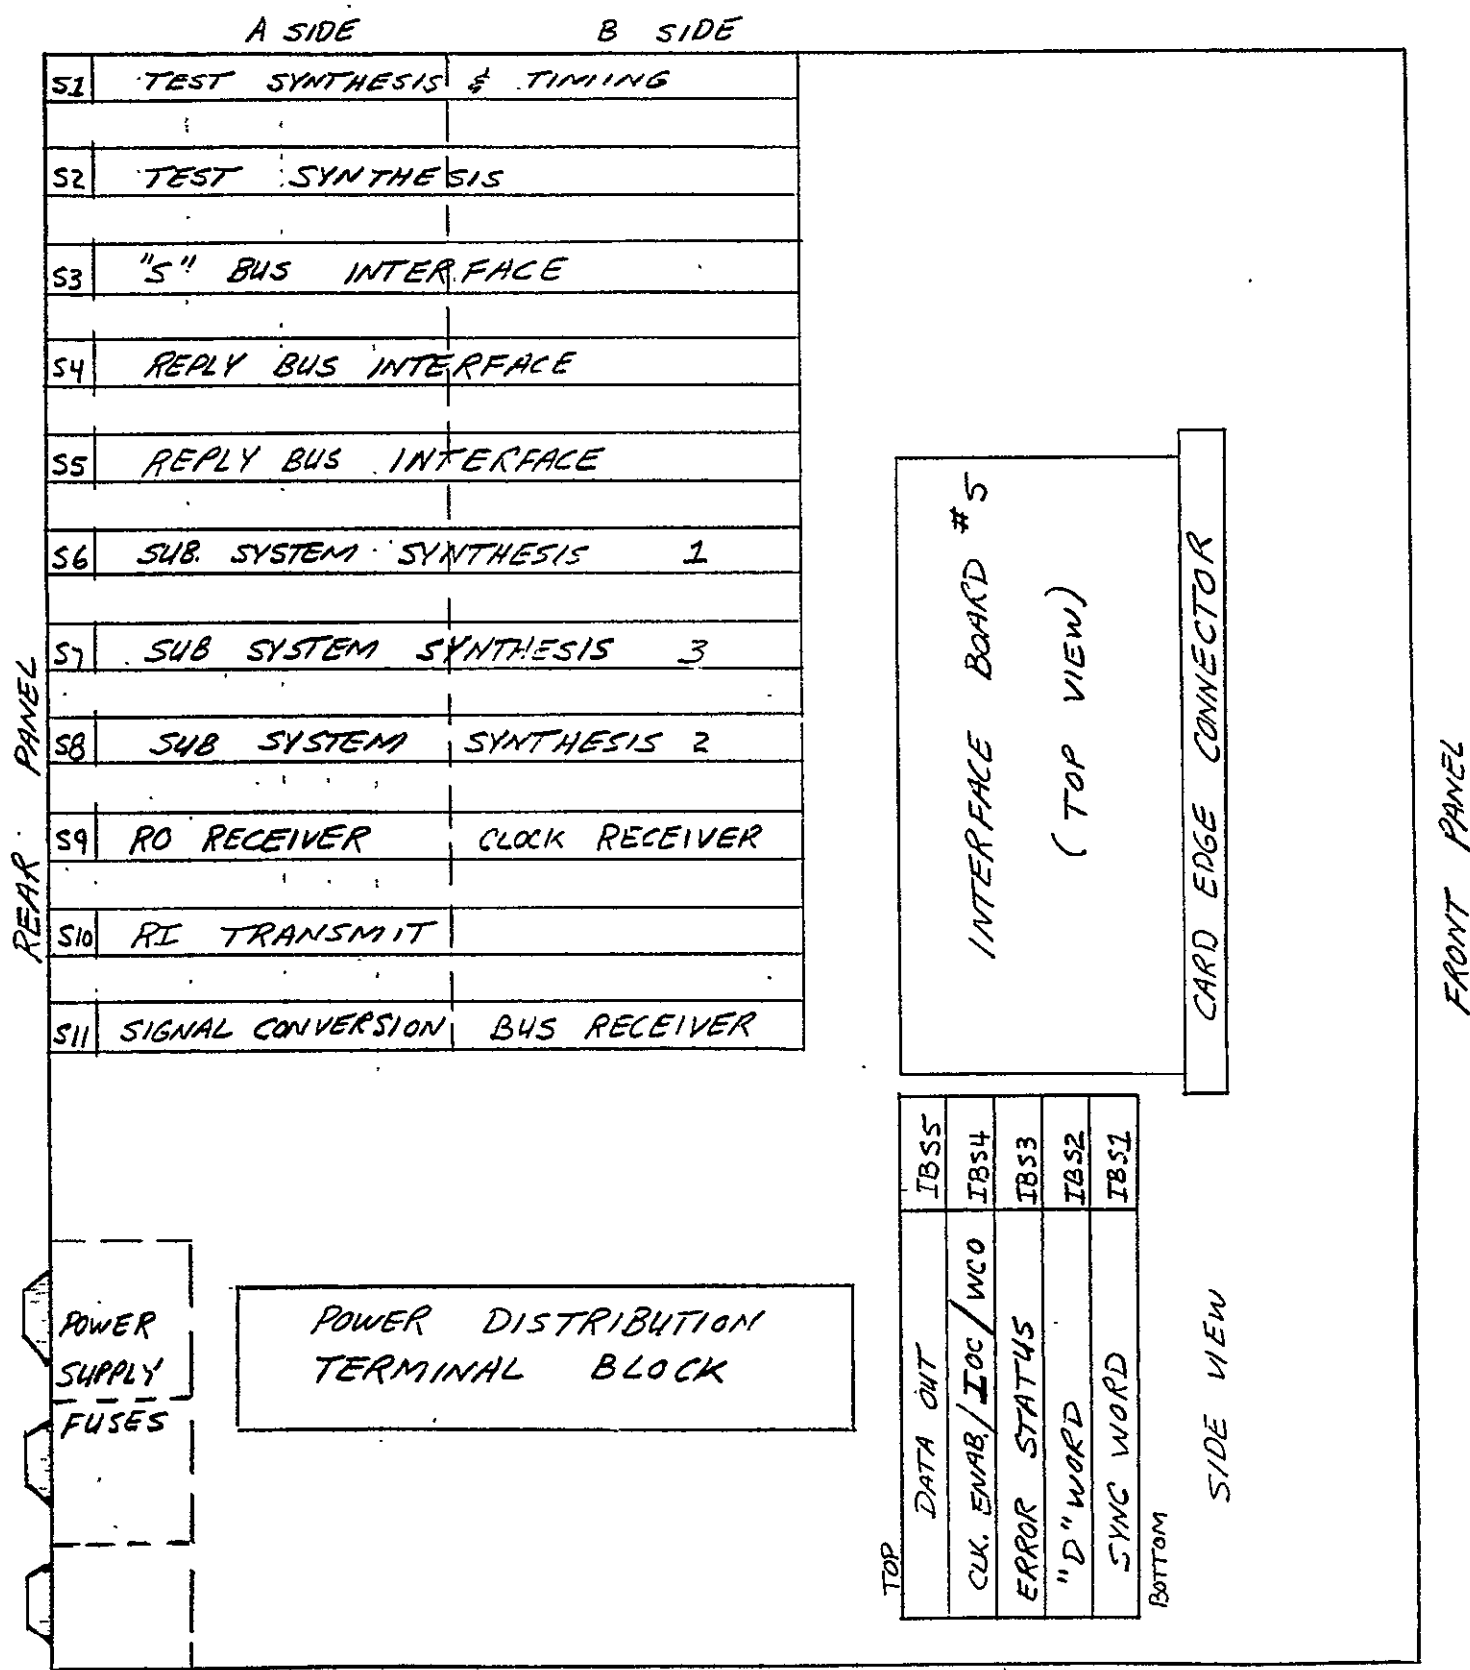 A SIDE B SIDE
S1 TEST SYNTHESIS & TIMING
S2 TEST SYNTHESIS
S3 "S" BUS INTERFACE
S4 REPLY BUS INTERFACE
S5 REPLY BUS INTERFACE
S6 SUB. SYSTEM SYNTHESIS 1
S7 SUB SYSTEM SYNTHESIS 3
S8 SUB SYSTEM SYNTHESIS 2
S9 RO RECEIVER CLOCK RECEIVER
S10 RI TRANSMIT
S11 SIGNAL CONVERSION BUS RECEIVER
REAR PANEL
INTERFACE BOARD #5
(TOP VIEW)
CARD EDGE CONNECTOR
FRONT PANEL
POWER
SUPPLY
FUSES
POWER DISTRIBUTION
TERMINAL BLOCK
TOP
DATA OUT IBS5
CLK. ENAB/IOC/WCO IBS4
ERROR STATUS IBS3
"D" WORD IBS2
SYNC WORD IBS1
BOTTOM
SIDE VIEW